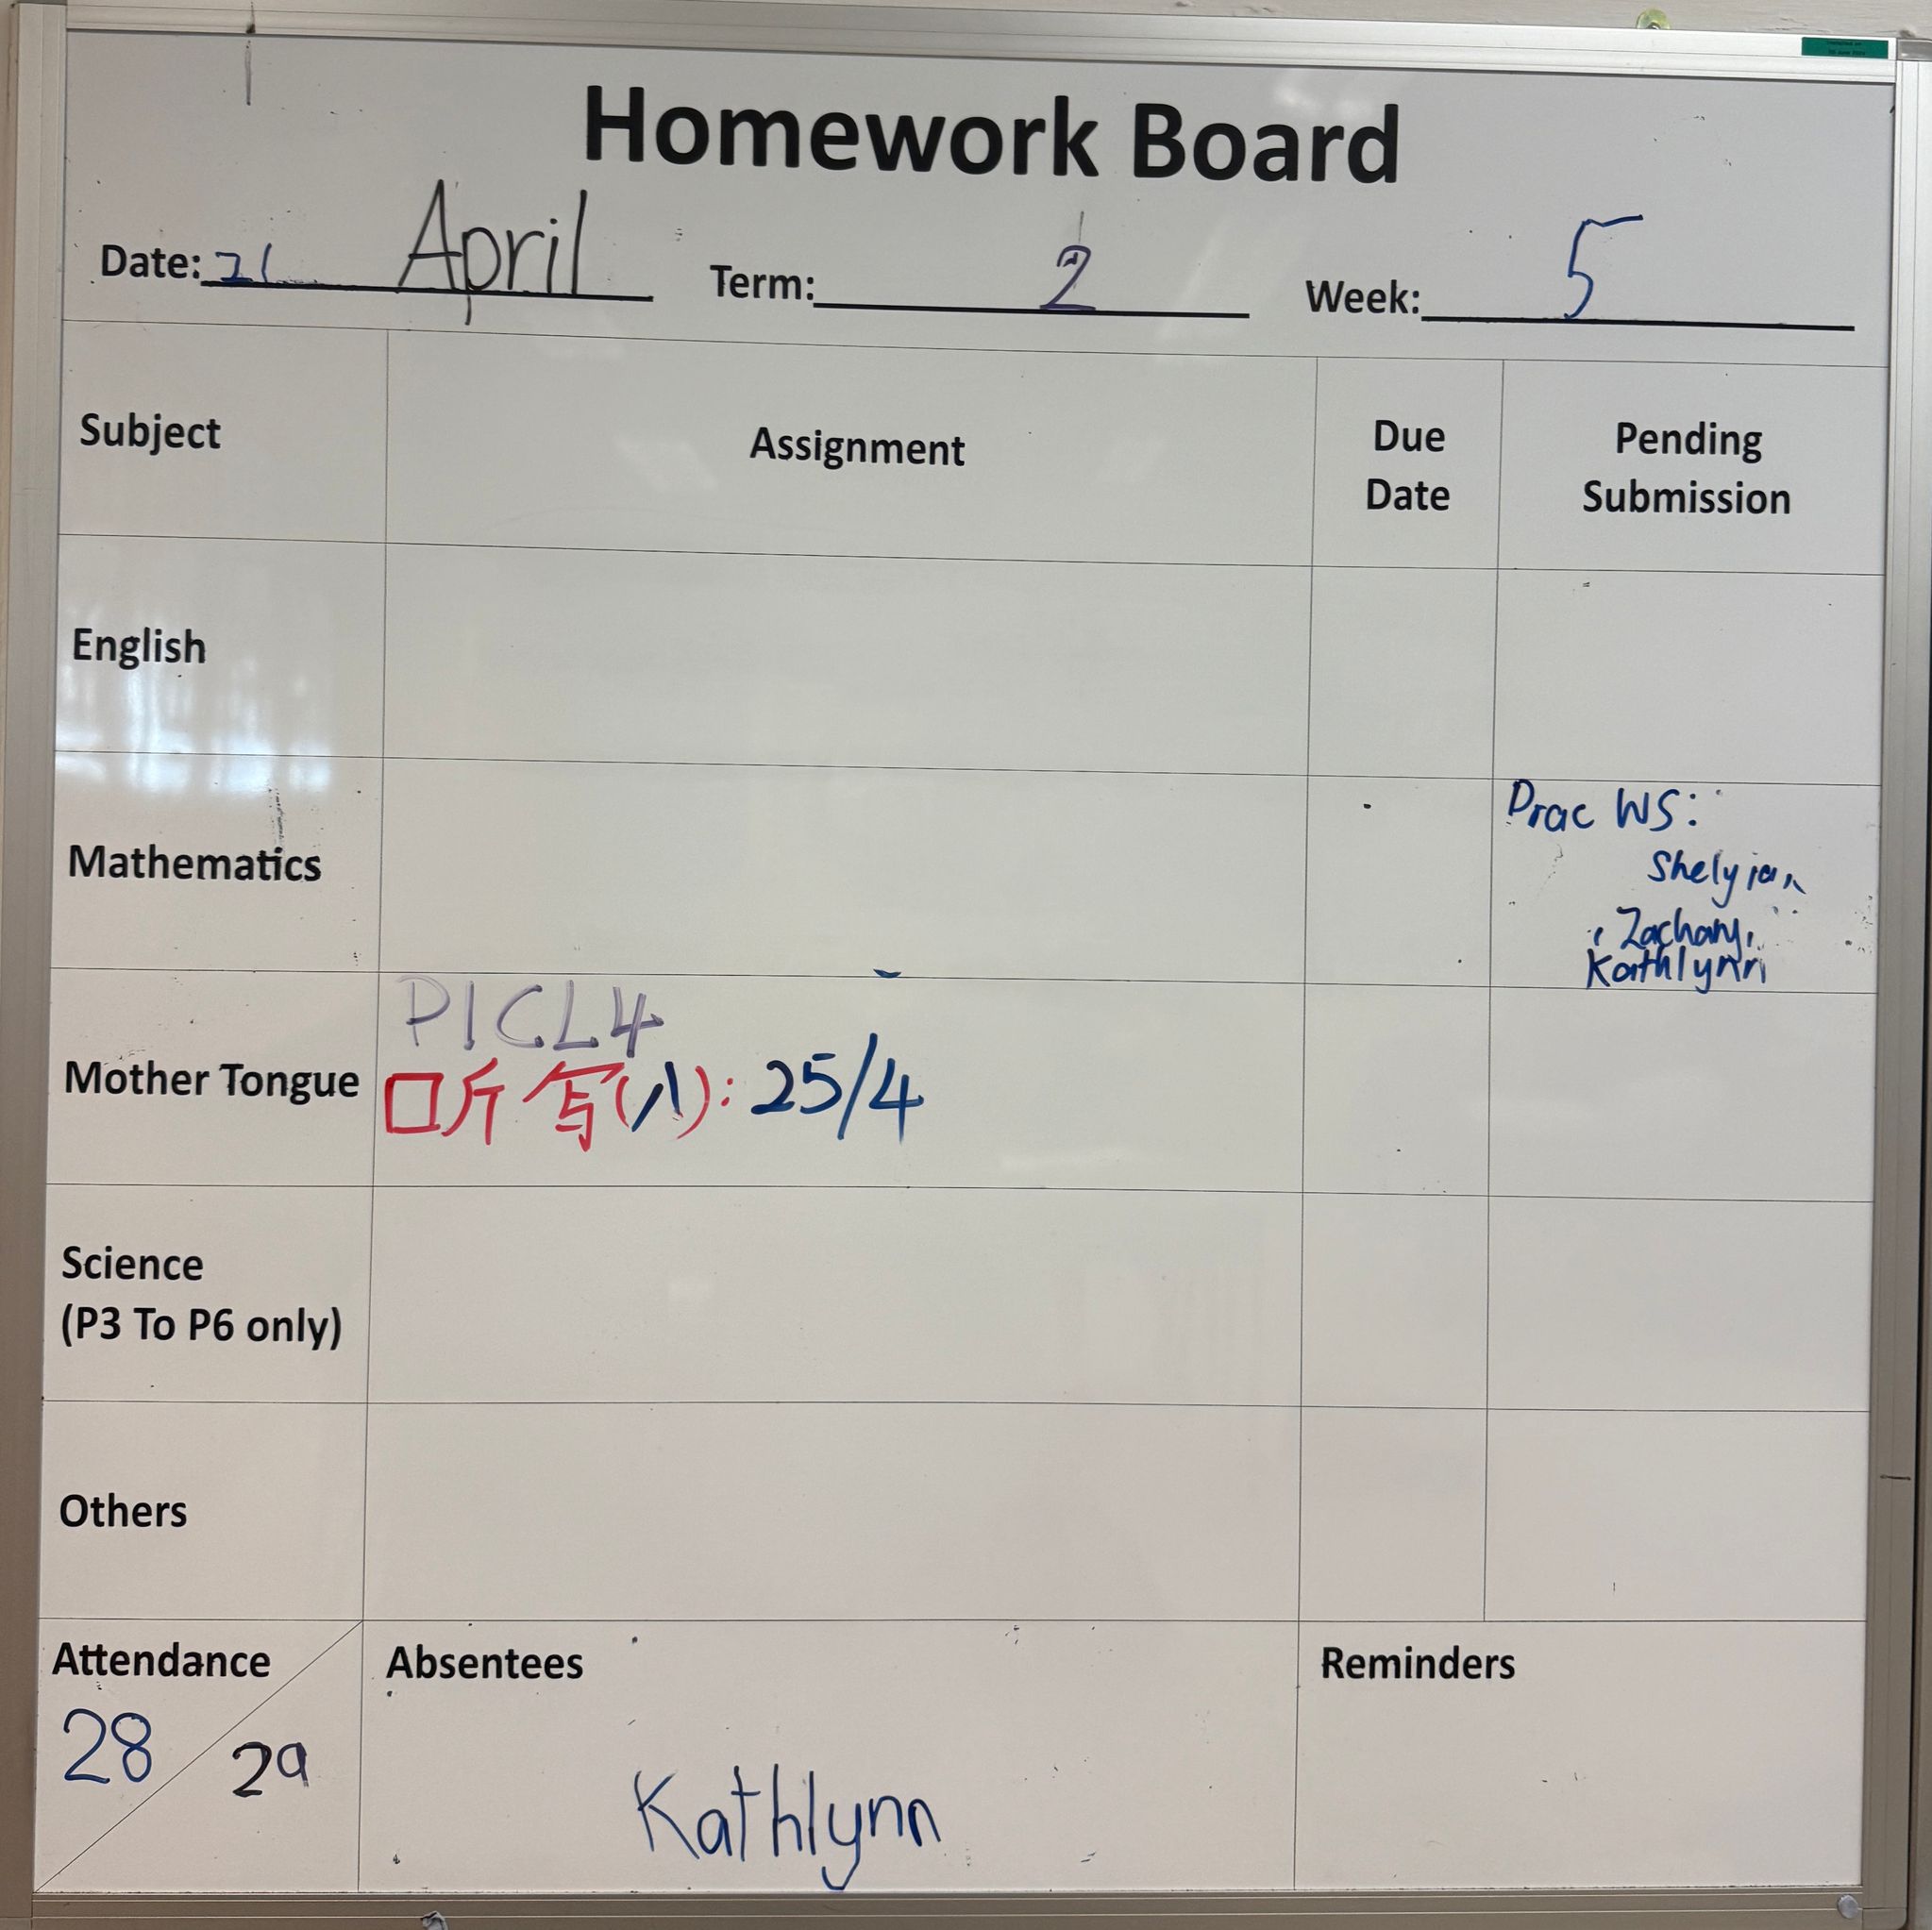 Homework Board
Date: 21 April Term: 2 Week: 5
Subject Assignment Due Date Pending Submission
English
Mathematics
Prac WS:
Shelyian
, Zachary,
Kathlynn
Mother Tongue
P1CL4
听写(八): 25/4
Science
(P3 To P6 only)
Others
Attendance
28 / 29
Absentees
Kathlynn
Reminders